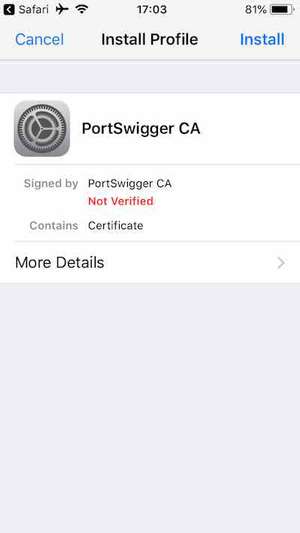 Safari 17:03 81%
Cancel Install Profile Install
PortSwigger CA
Signed by PortSwigger CA
Not Verified
Contains Certificate
More Details